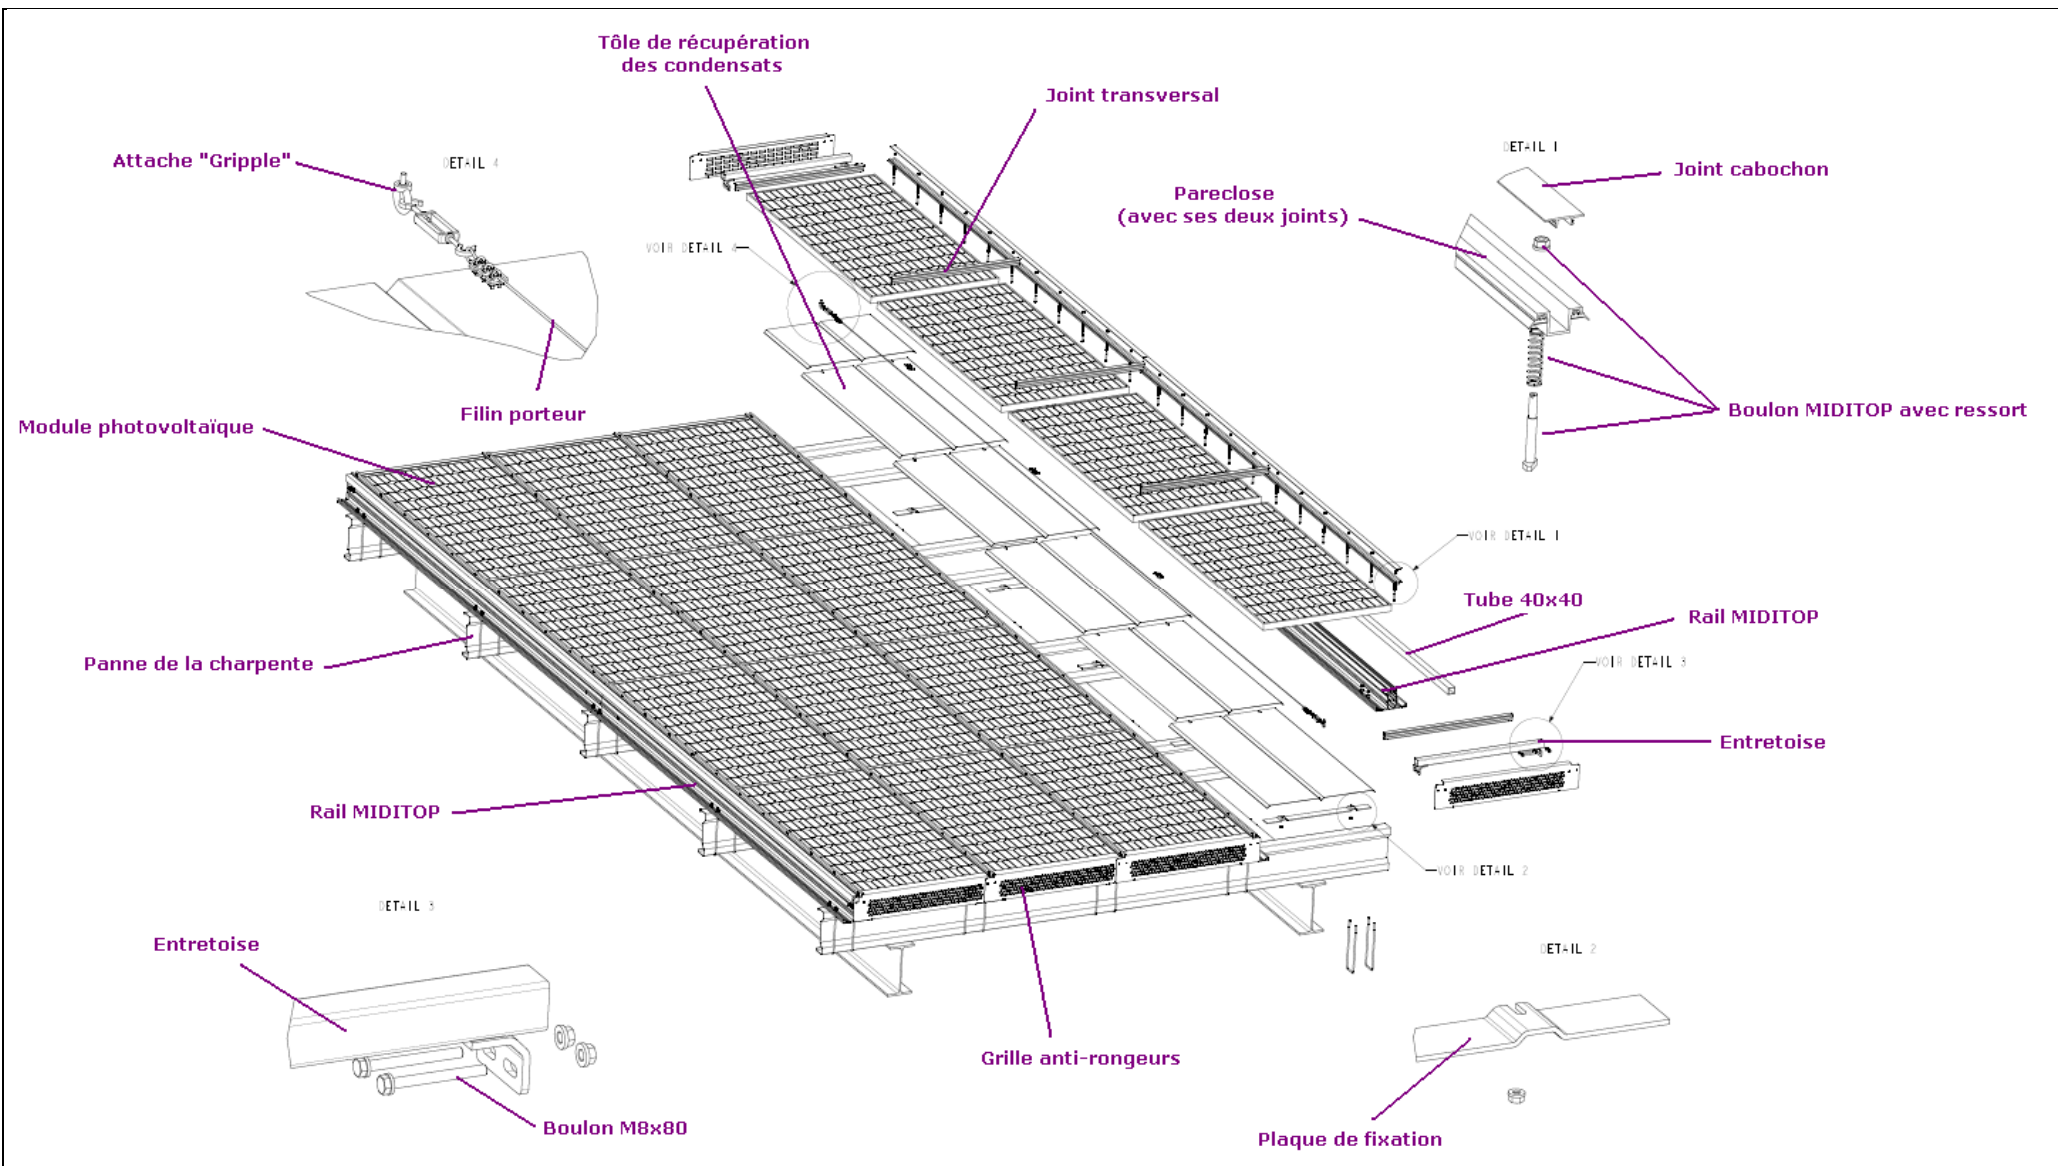 Tôle de récupération
des condensats
Joint transversal
Attache "Gripple"
DETAIL 4
DETAIL 1
Joint cabochon
Pareclose
(avec ses deux joints)
VOIR DETAIL 4
Filin porteur
Module photovoltaïque
Boulon MIDITOP avec ressort
VOIR DETAIL 1
Tube 40x40
Rail MIDITOP
Panne de la charpente
VOIR DETAIL 3
Entretoise
Rail MIDITOP
VOIR DETAIL 2
DETAIL 3
Entretoise
DETAIL 2
Grille anti-rongeurs
Boulon M8x80
Plaque de fixation